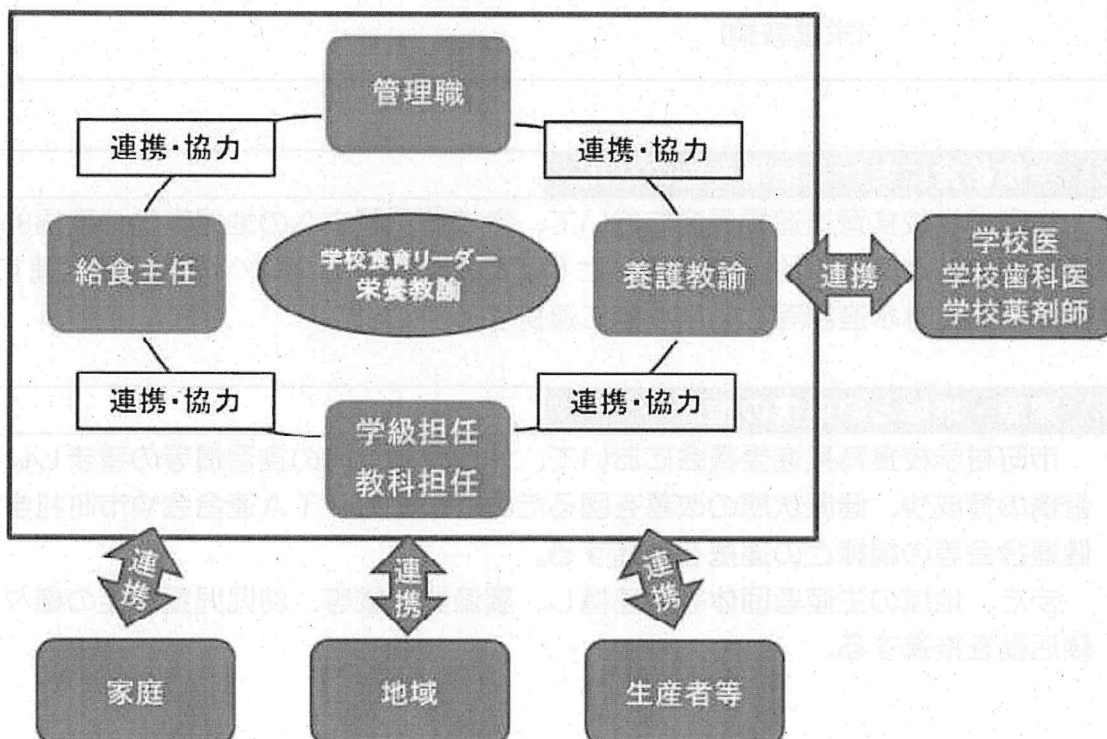 管理職
連携・協力
連携・協力
給食主任
学校食育リーダー
栄養教諭
養護教諭
連携
学校医
学校歯科医
学校薬剤師
連携・協力
連携・協力
学級担任
教科担任
連携
連携
連携
家庭
地域
生産者等